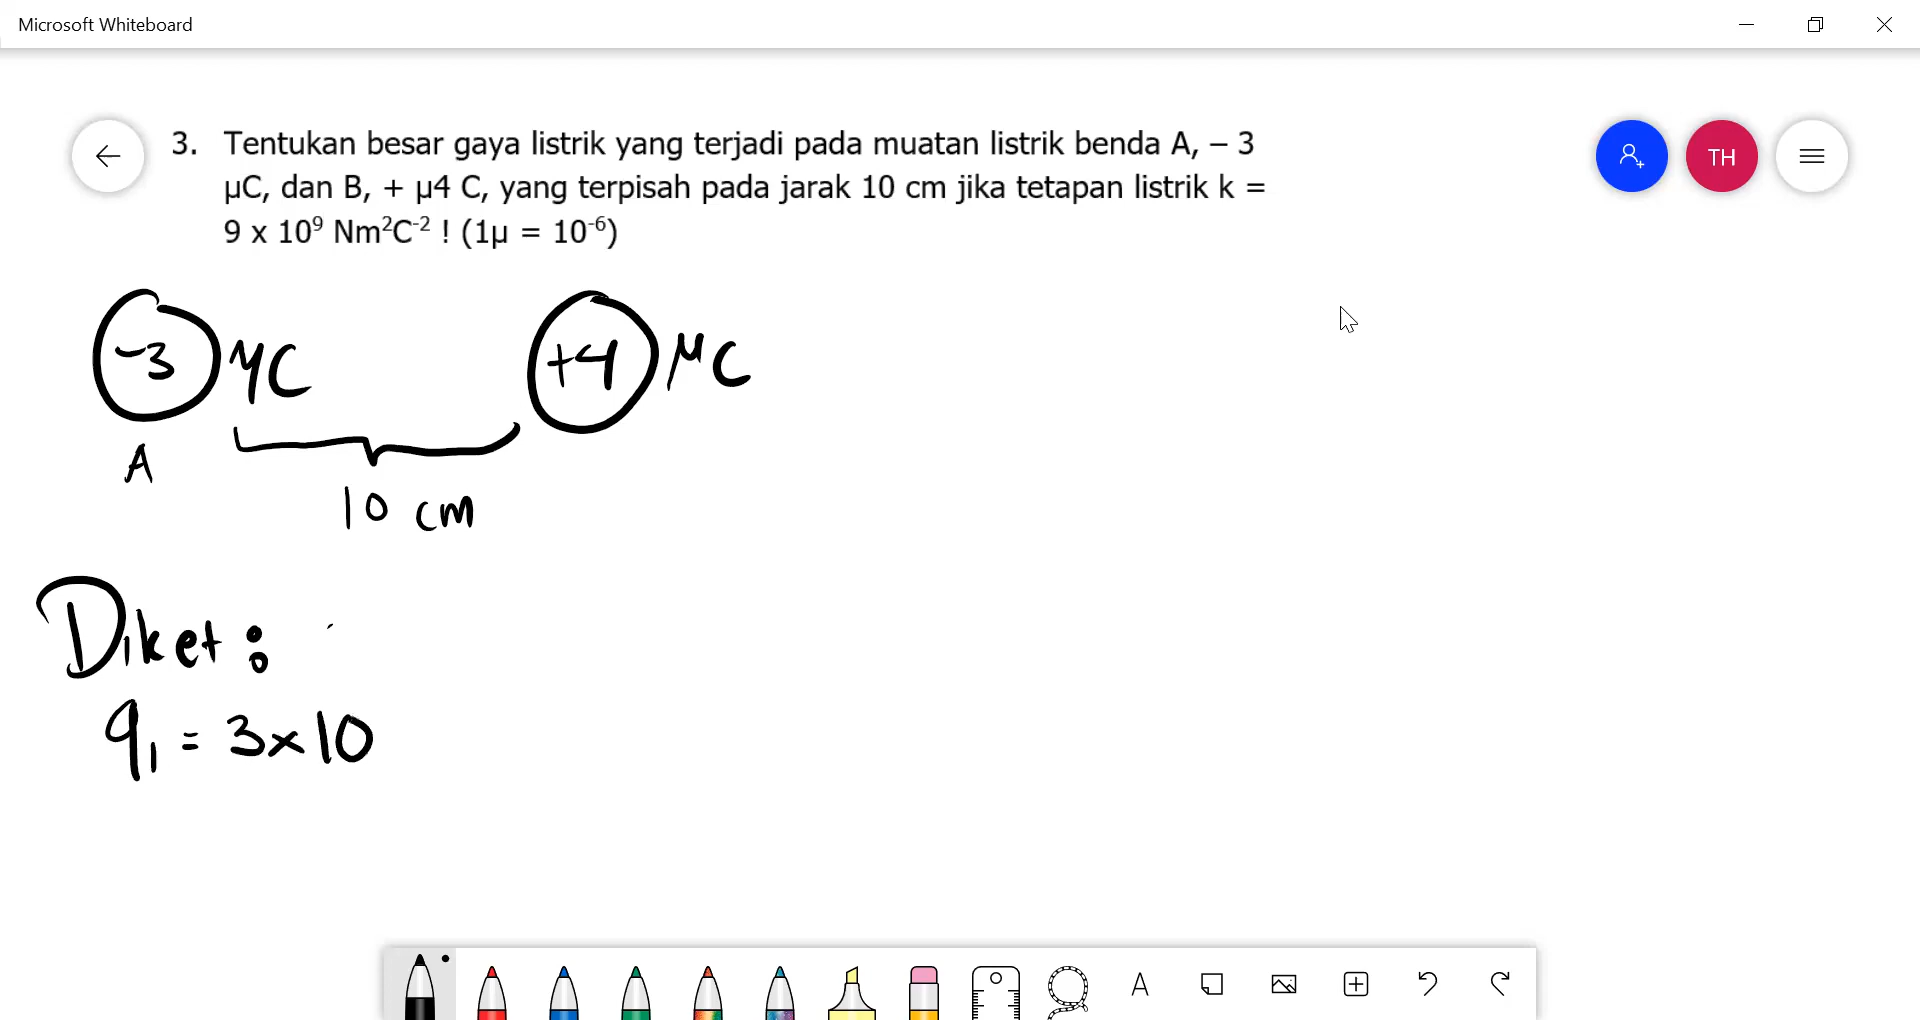 Microsoft Whiteboard
3. Tentukan besar gaya listrik yang terjadi pada muatan listrik benda A, – 3
μC, dan B, + μ4 C, yang terpisah pada jarak 10 cm jika tetapan listrik k =
9 x 10⁹ Nm²C⁻² ! (1μ = 10⁻⁶)
TH
-3 μC +4 μC
A
10 cm
Diket :
q₁ = 3x10
A